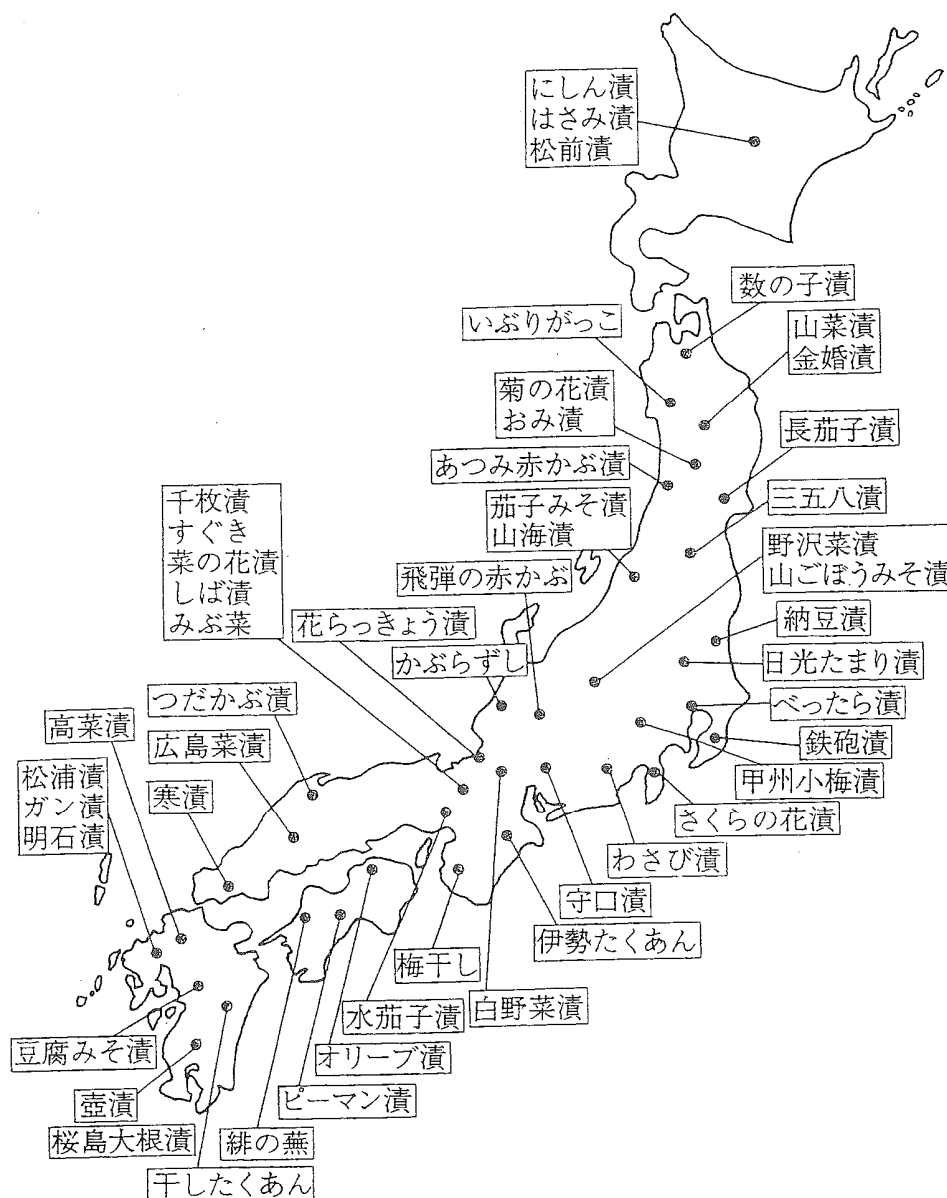 にしん漬
はさみ漬
松前漬
数の子漬
いぶりがっこ
山菜漬
金婚漬
菊の花漬
おみ漬
長茄子漬
あつみ赤かぶ漬
千枚漬
すぐき
菜の花漬
しば漬
みぶ菜
茄子みそ漬
山海漬
三五八漬
野沢菜漬
山ごぼうみそ漬
飛弾の赤かぶ
花らっきょう漬
納豆漬
かぶらずし
日光たまり漬
つだかぶ漬
べったら漬
高菜漬
広島菜漬
鉄砲漬
松浦漬
ガン漬
明石漬
寒漬
甲州小梅漬
さくらの花漬
わさび漬
守口漬
伊勢たくあん
梅干し
白野菜漬
水茄子漬
豆腐みそ漬
オリーブ漬
ピーマン漬
壺漬
桜島大根漬
緋の蕪
干したくあん